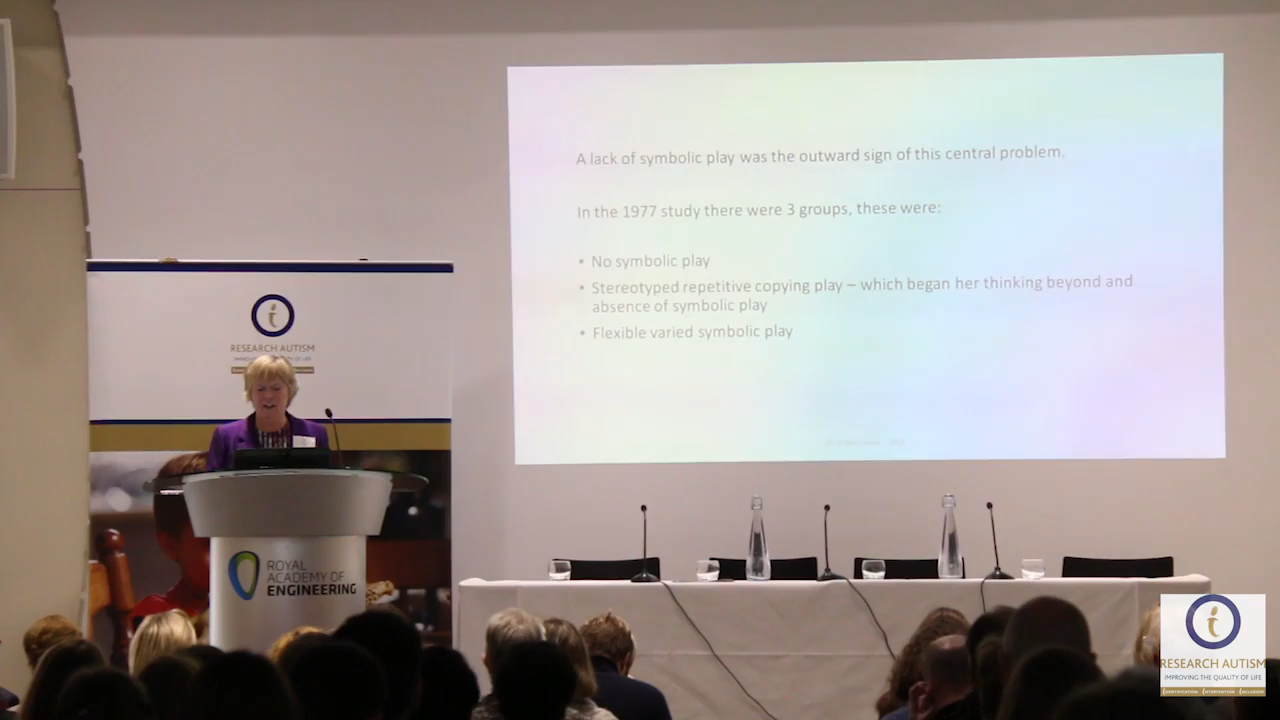 A lack of symbolic play was the outward sign of this central problem.
In the 1977 study there were 3 groups, these were:
• No symbolic play
• Stereotyped repetitive copying play – which began her thinking beyond and
absence of symbolic play
• Flexible varied symbolic play
RESEARCH AUTISM
ROYAL
ACADEMY OF
ENGINEERING
RESEARCH AUTISM
IMPROVING THE QUALITY OF LIFE